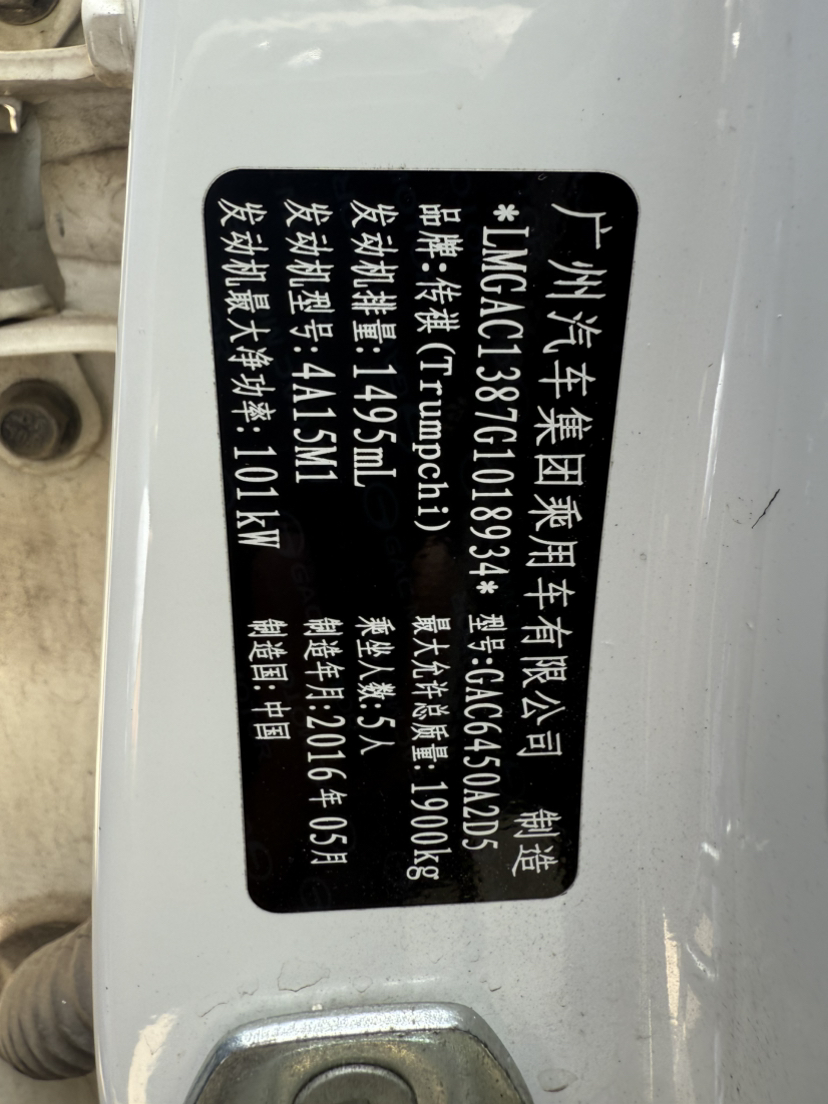 广州汽车集团乘用车有限公司 制造
*LMGAC1387G1018934* 型号:GAC6450A2D5
品牌:传祺(Trumpchi) 最大允许总质量:1900kg
发动机排量:1495mL 乘坐人数:5人
发动机型号:4A15M1 制造年月:2016年05月
发动机最大净功率:101kW 制造国:中国